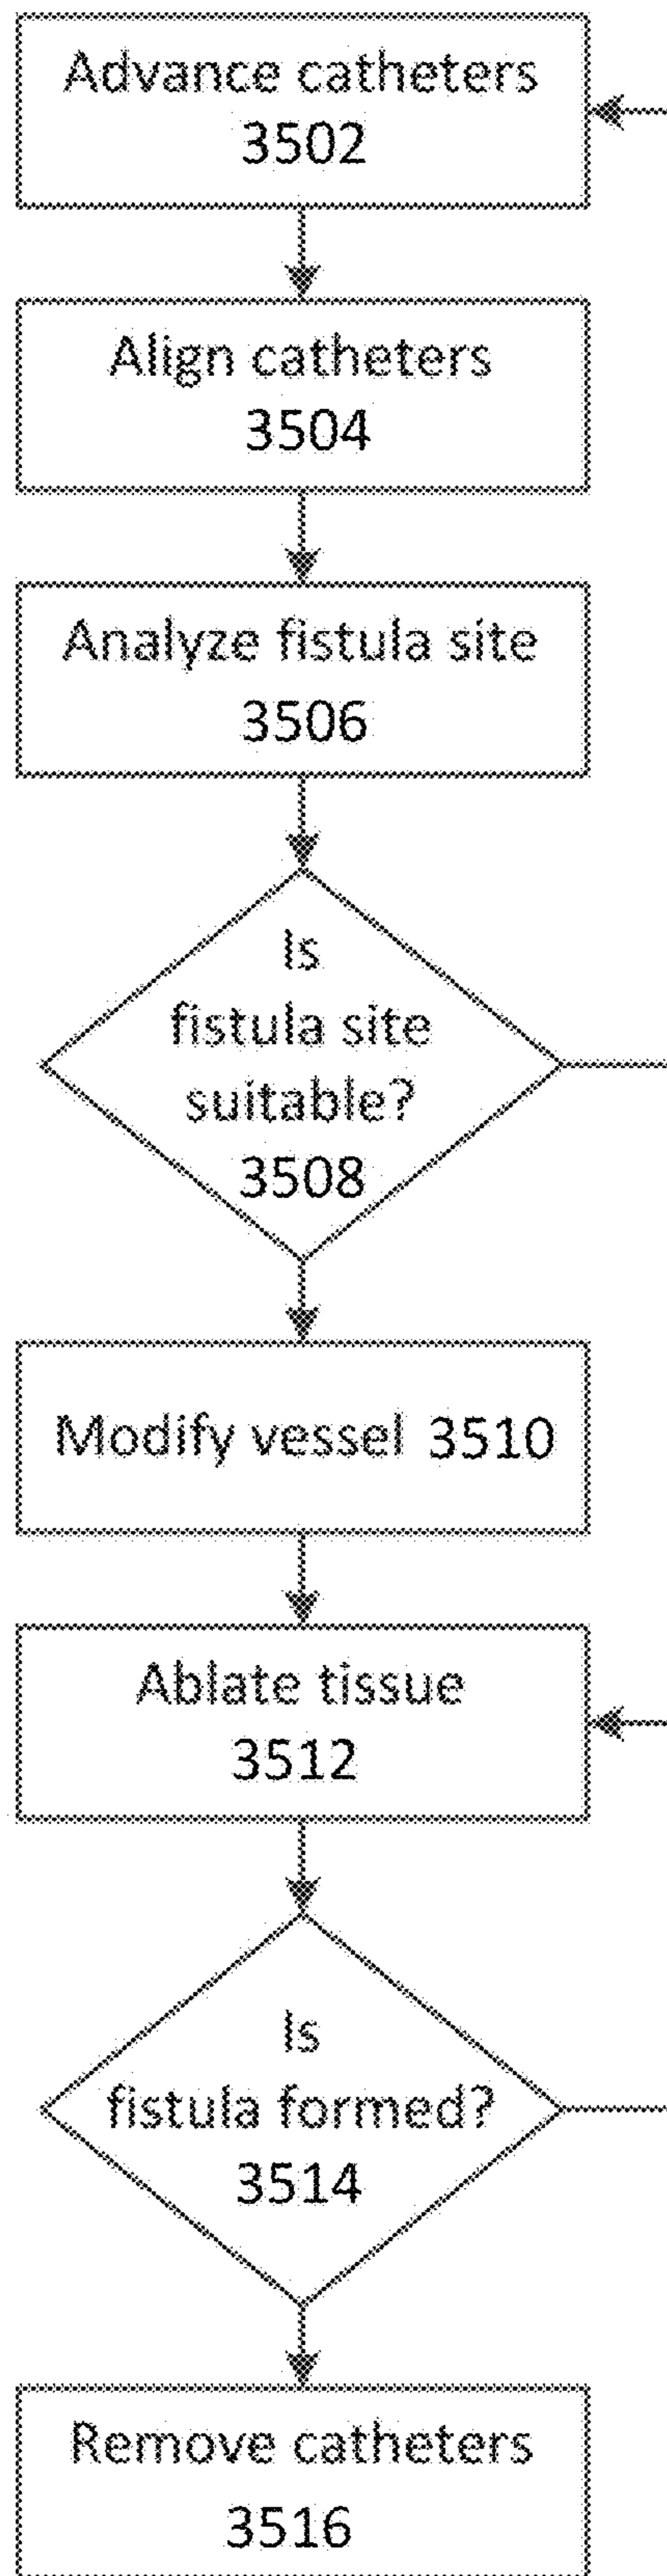 Advance catheters
3502
Align catheters
3504
Analyze fistula site
3506
Is
fistula site
suitable?
3508
Modify vessel 3510
Ablate tissue
3512
Is
fistula formed?
3514
Remove catheters
3516